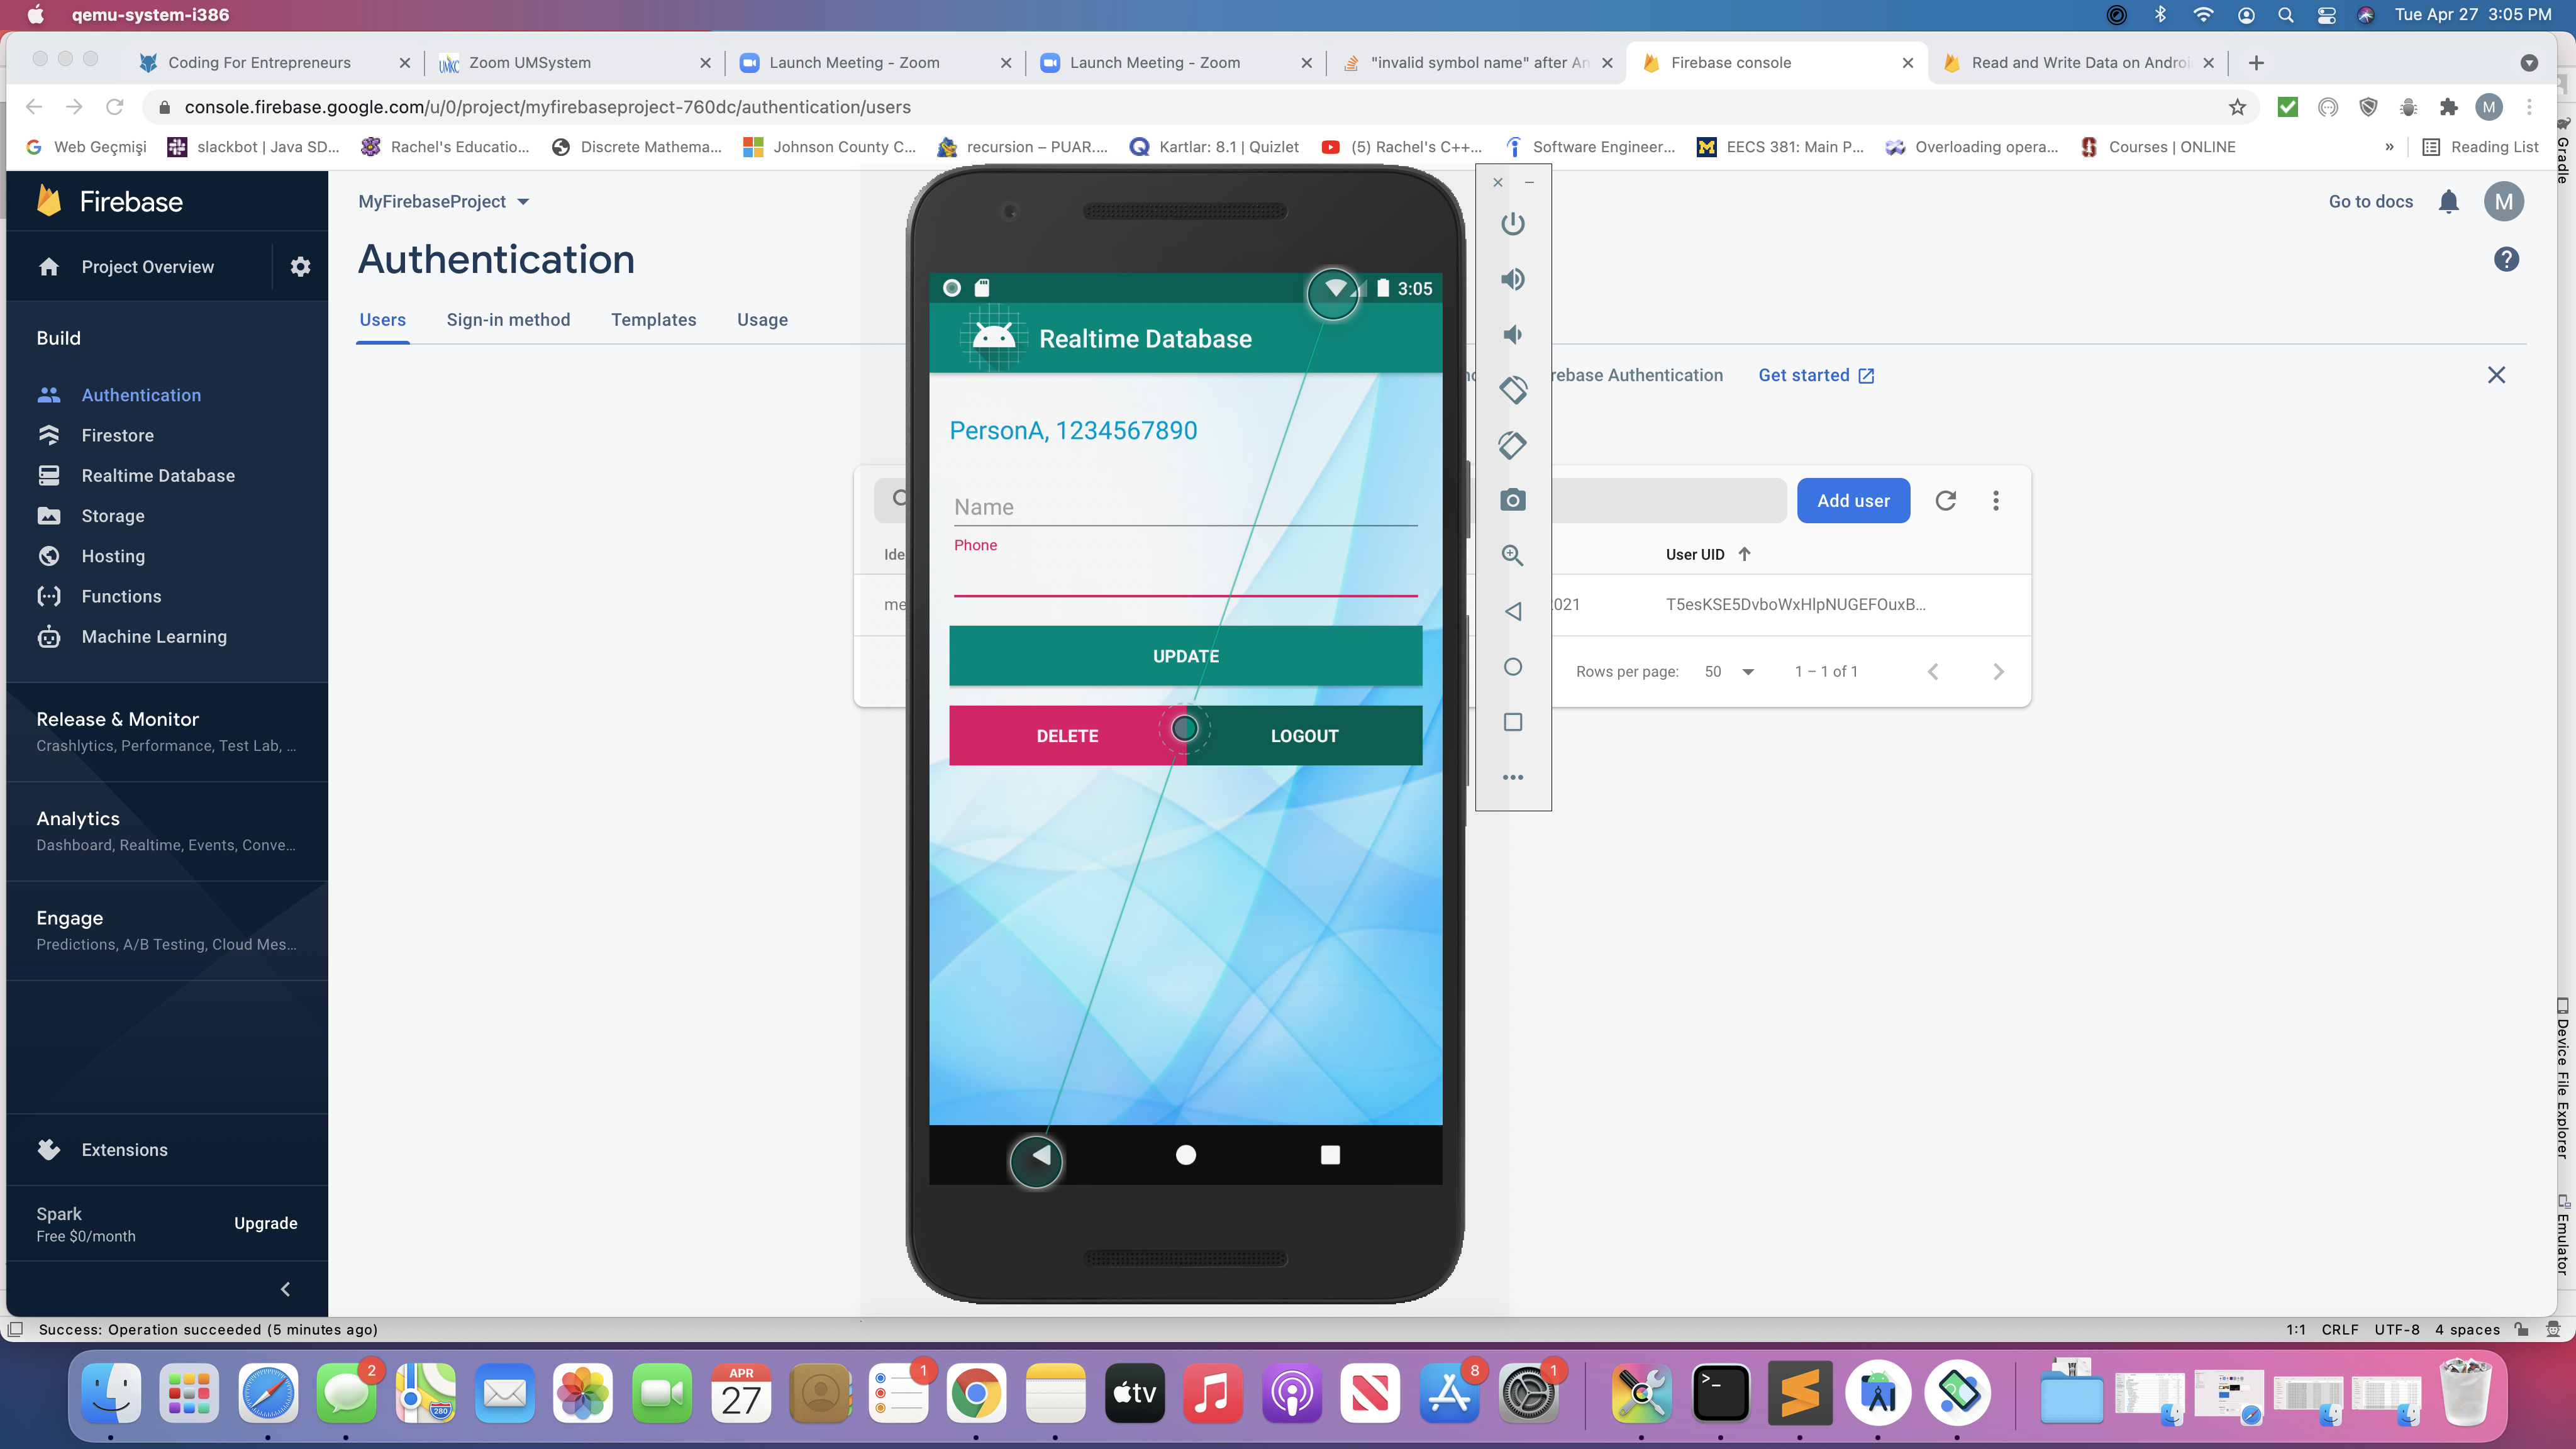 qemu-system-i386
Tue Apr 27 3:05 PM
Coding For Entrepreneurs
Zoom UMSystem
Launch Meeting - Zoom
Launch Meeting - Zoom
"invalid symbol name" after An
Firebase console
Read and Write Data on Androi
console.firebase.google.com/u/0/project/myfirebaseproject-760dc/authentication/users
M
Web Geçmişi
slackbot | Java SD...
Rachel's Educatio...
Discrete Mathema...
Johnson County C...
recursion – PUAR....
Kartlar: 8.1 | Quizlet
(5) Rachel's C++...
Software Engineer...
EECS 381: Main P...
Overloading opera...
Courses | ONLINE
»
Reading List
Gradle
Firebase
MyFirebaseProject
Go to docs
M
Project Overview
Authentication
Users
Sign-in method
Templates
Usage
Build
Authentication
Firestore
Realtime Database
Storage
Hosting
Functions
Machine Learning
Release & Monitor
Crashlytics, Performance, Test Lab, ...
Analytics
Dashboard, Realtime, Events, Conve...
Engage
Predictions, A/B Testing, Cloud Mes...
Extensions
Spark
Free $0/month
Upgrade
3:05
Realtime Database
PersonA, 1234567890
Name
Phone
UPDATE
DELETE
LOGOUT
rebase Authentication
Get started
Add user
Ide
User UID
me
021
T5esKSE5DvboWxHlpNUGEFOuxB...
Rows per page:
50
1 – 1 of 1
Device File Explorer
Emulator
Success: Operation succeeded (5 minutes ago)
1:1
CRLF
UTF-8
4 spaces
2
280
APR
27
1
tv
8
1